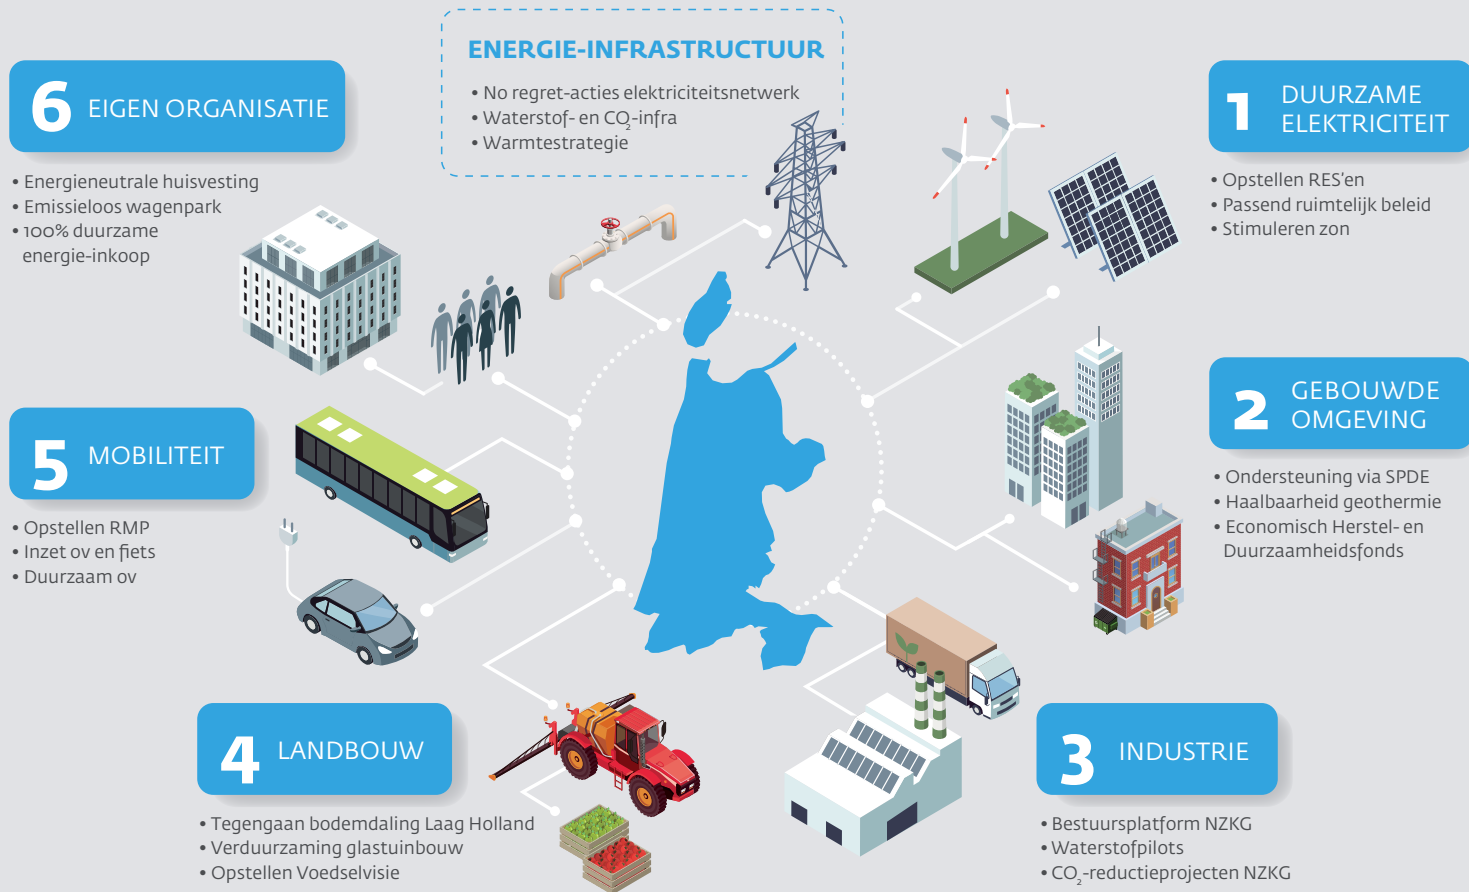 ENERGIE-INFRASTRUCTUUR
• No regret-acties elektriciteitsnetwerk
• Waterstof- en CO₂-infra
• Warmtestrategie
6 EIGEN ORGANISATIE
• Energieneutrale huisvesting
• Emissieloos wagenpark
• 100% duurzame
energie-inkoop
1 DUURZAME
ELEKTRICITEIT
• Opstellen RES'en
• Passend ruimtelijk beleid
• Stimuleren zon
2 GEBOUWDE
OMGEVING
• Ondersteuning via SPDE
• Haalbaarheid geothermie
• Economisch Herstel- en
Duurzaamheidsfonds
5 MOBILITEIT
• Opstellen RMP
• Inzet ov en fiets
• Duurzaam ov
4 LANDBOUW
• Tegengaan bodemdaling Laag Holland
• Verduurzaming glastuinbouw
• Opstellen Voedselvisie
3 INDUSTRIE
• Bestuursplatform NZKG
• Waterstofpilots
• CO₂-reductieprojecten NZKG